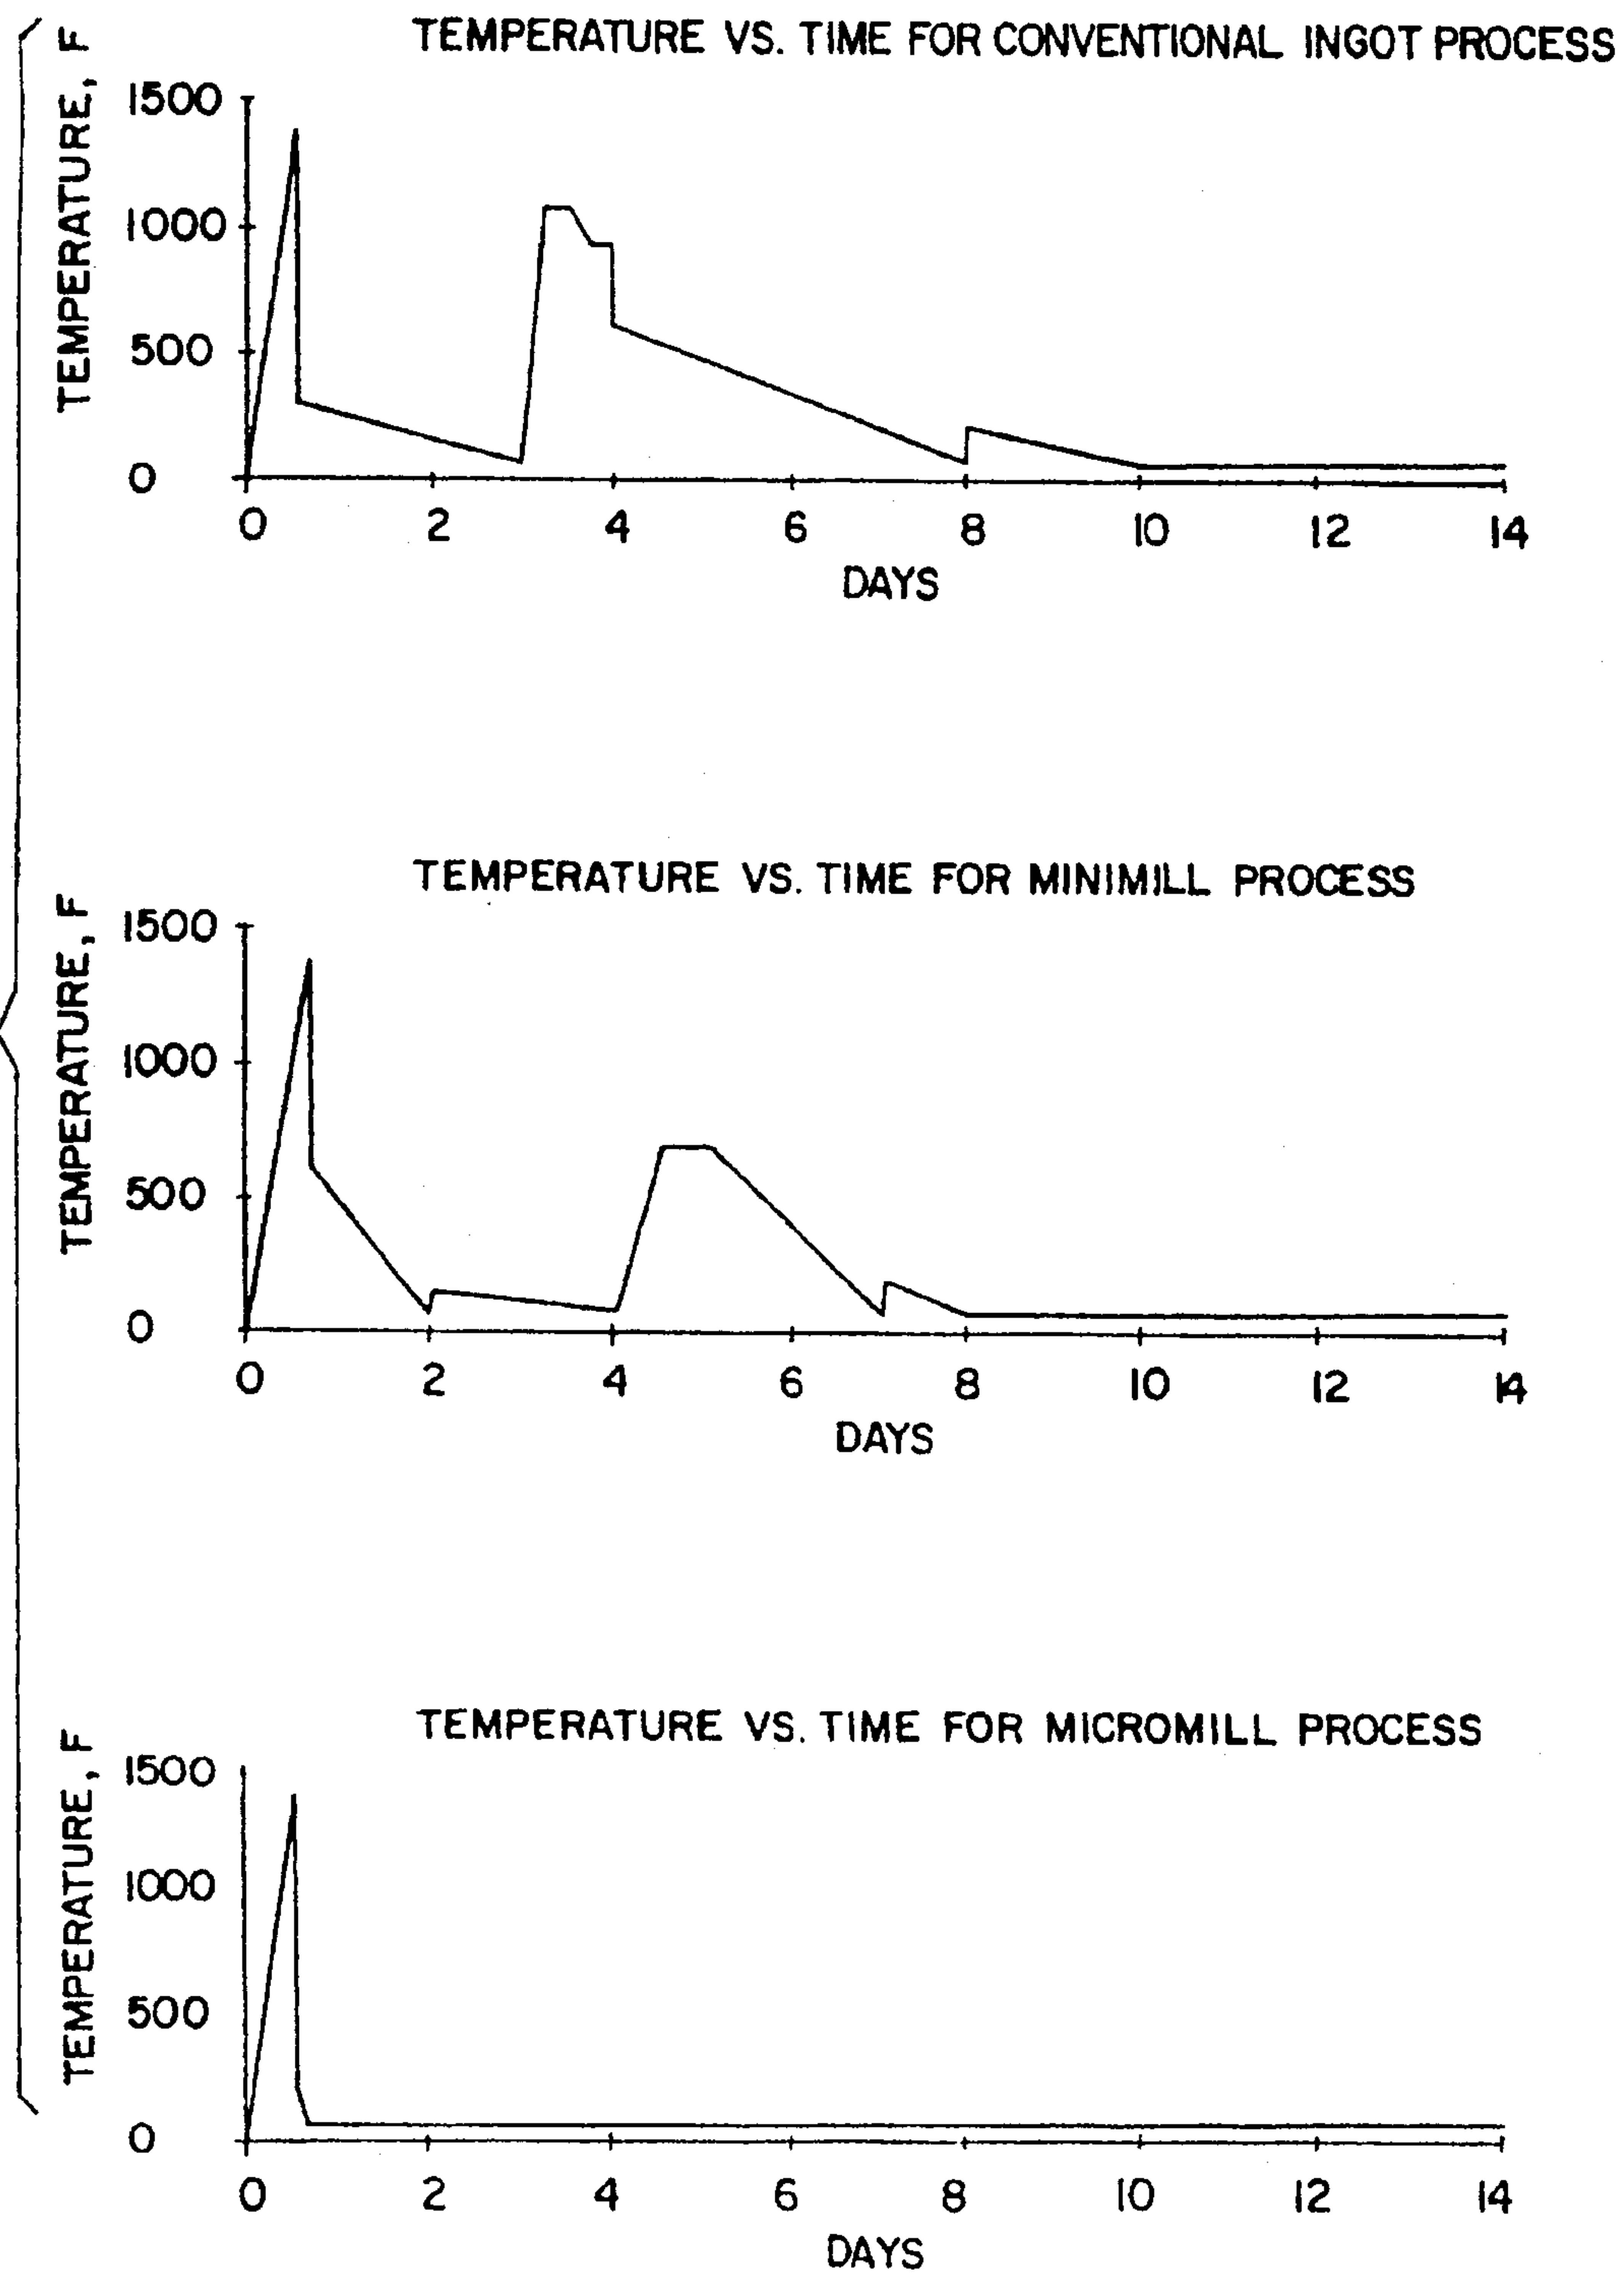 TEMPERATURE VS. TIME FOR CONVENTIONAL INGOT PROCESS
TEMPERATURE, F
1500
1000
500
0
0 2 4 6 8 10 12 14
DAYS
TEMPERATURE VS. TIME FOR MINIMILL PROCESS
TEMPERATURE, F
1500
1000
500
0
0 2 4 6 8 10 12 14
DAYS
TEMPERATURE VS. TIME FOR MICROMILL PROCESS
TEMPERATURE, F
1500
1000
500
0
0 2 4 6 8 10 12 14
DAYS